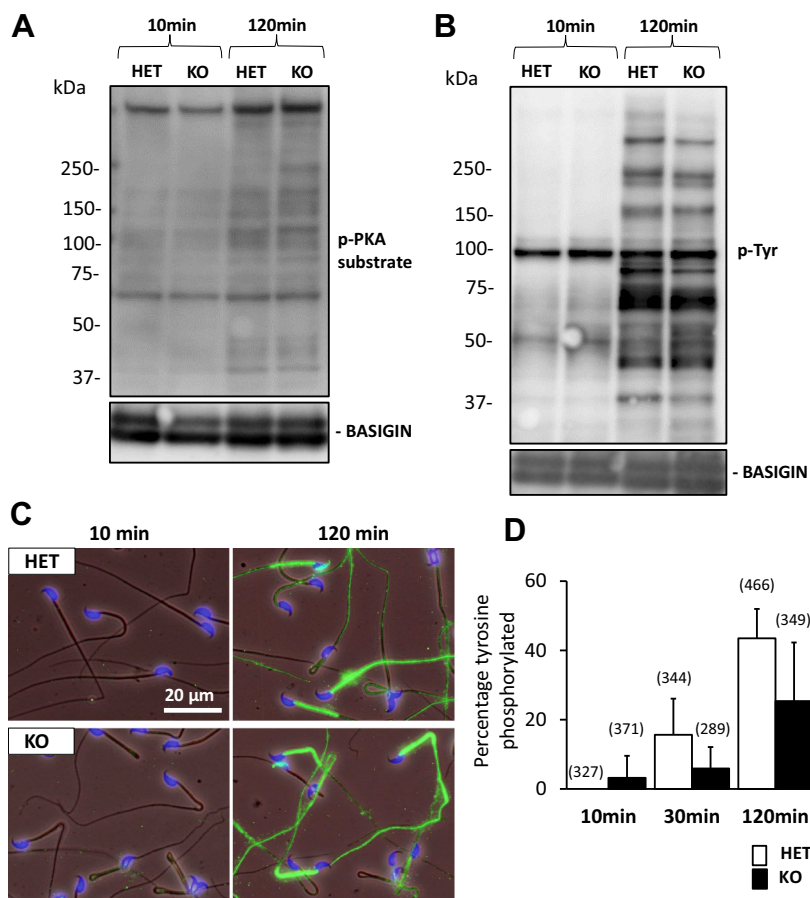 A
10min
120min
HET
KO
HET
KO
kDa
250-
150-
100-
75-
50-
37-
p-PKA
substrate
- BASIGIN
B
10min
120min
HET
KO
HET
KO
kDa
250-
150-
100-
75-
50-
37-
p-Tyr
- BASIGIN
C
10 min
120 min
HET
20 µm
KO
D
Percentage tyrosine
phosphorylated
60
40
20
0
(327)
(371)
(344)
(289)
(466)
(349)
10min
30min
120min
HET
KO